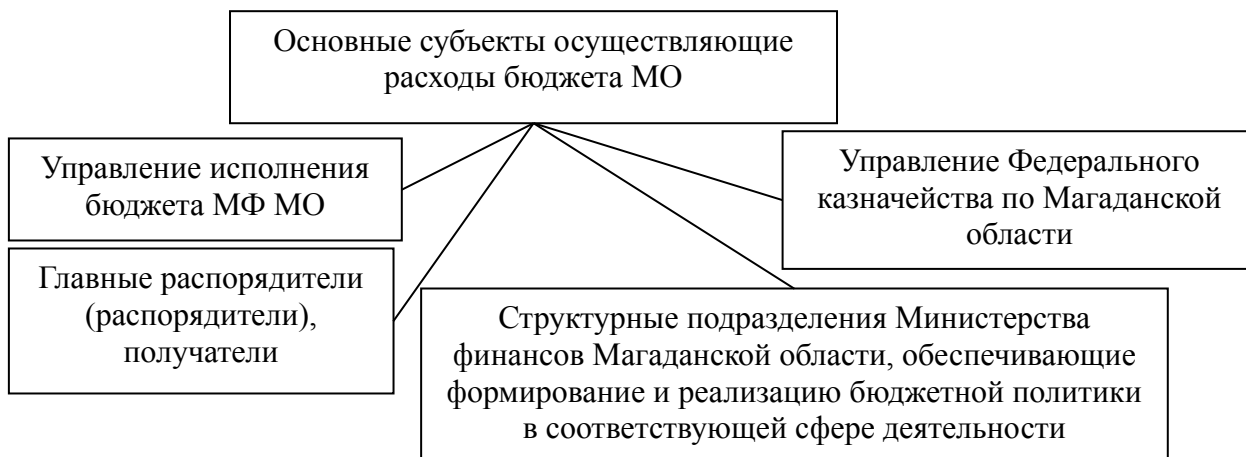 Основные субъекты осуществляющие
расходы бюджета МО
Управление исполнения
бюджета МФ МО
Управление Федерального
казначейства по Магаданской
области
Главные распорядители
(распорядители),
получатели
Структурные подразделения Министерства
финансов Магаданской области, обеспечивающие
формирование и реализацию бюджетной политики
в соответствующей сфере деятельности